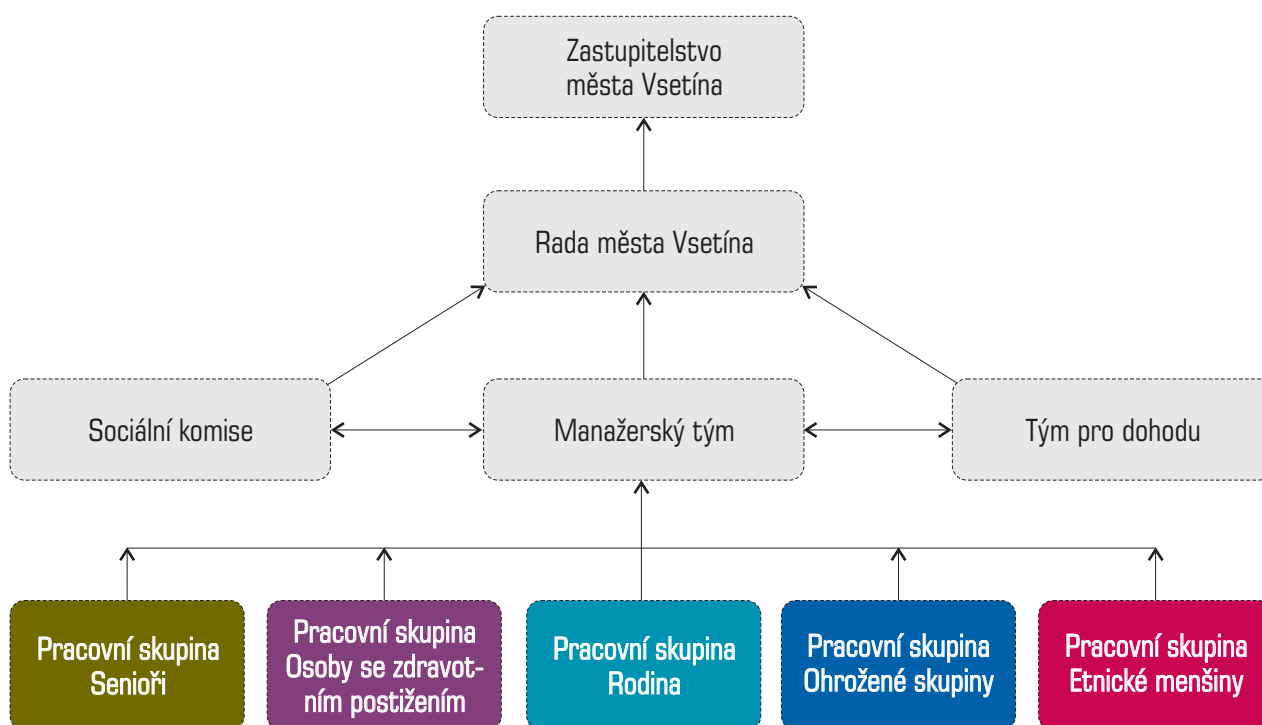 Zastupitelstvo
města Vsetína
Rada města Vsetína
Sociální komise
Manažerský tým
Tým pro dohodu
Pracovní skupina
Senioři
Pracovní skupina
Osoby se zdravot-
ním postižením
Pracovní skupina
Rodina
Pracovní skupina
Ohrožené skupiny
Pracovní skupina
Etnické menšiny